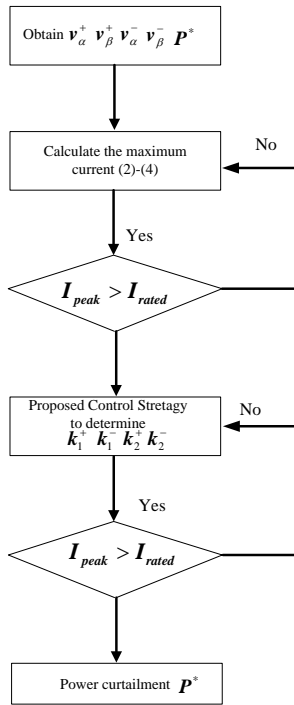 Obtain v_α^+ v_β^+ v_α^- v_β^- P^*
Calculate the maximum
current (2)-(4)
No
Yes
I_peak > I_rated
Proposed Control Stretagy
to determine
k_1^+ k_1^- k_2^+ k_2^-
No
Yes
I_peak > I_rated
Power curtailment P^*